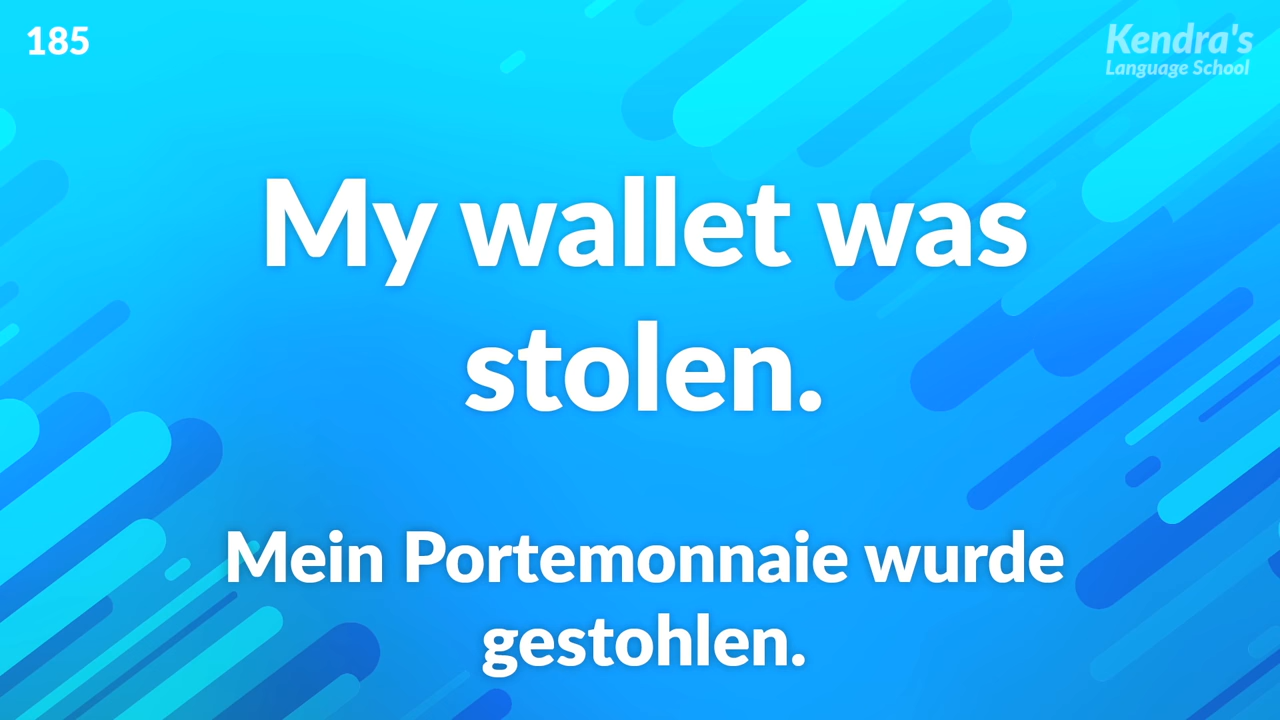 185
Kendra's
Language School
My wallet was
stolen.
Mein Portemonnaie wurde
gestohlen.